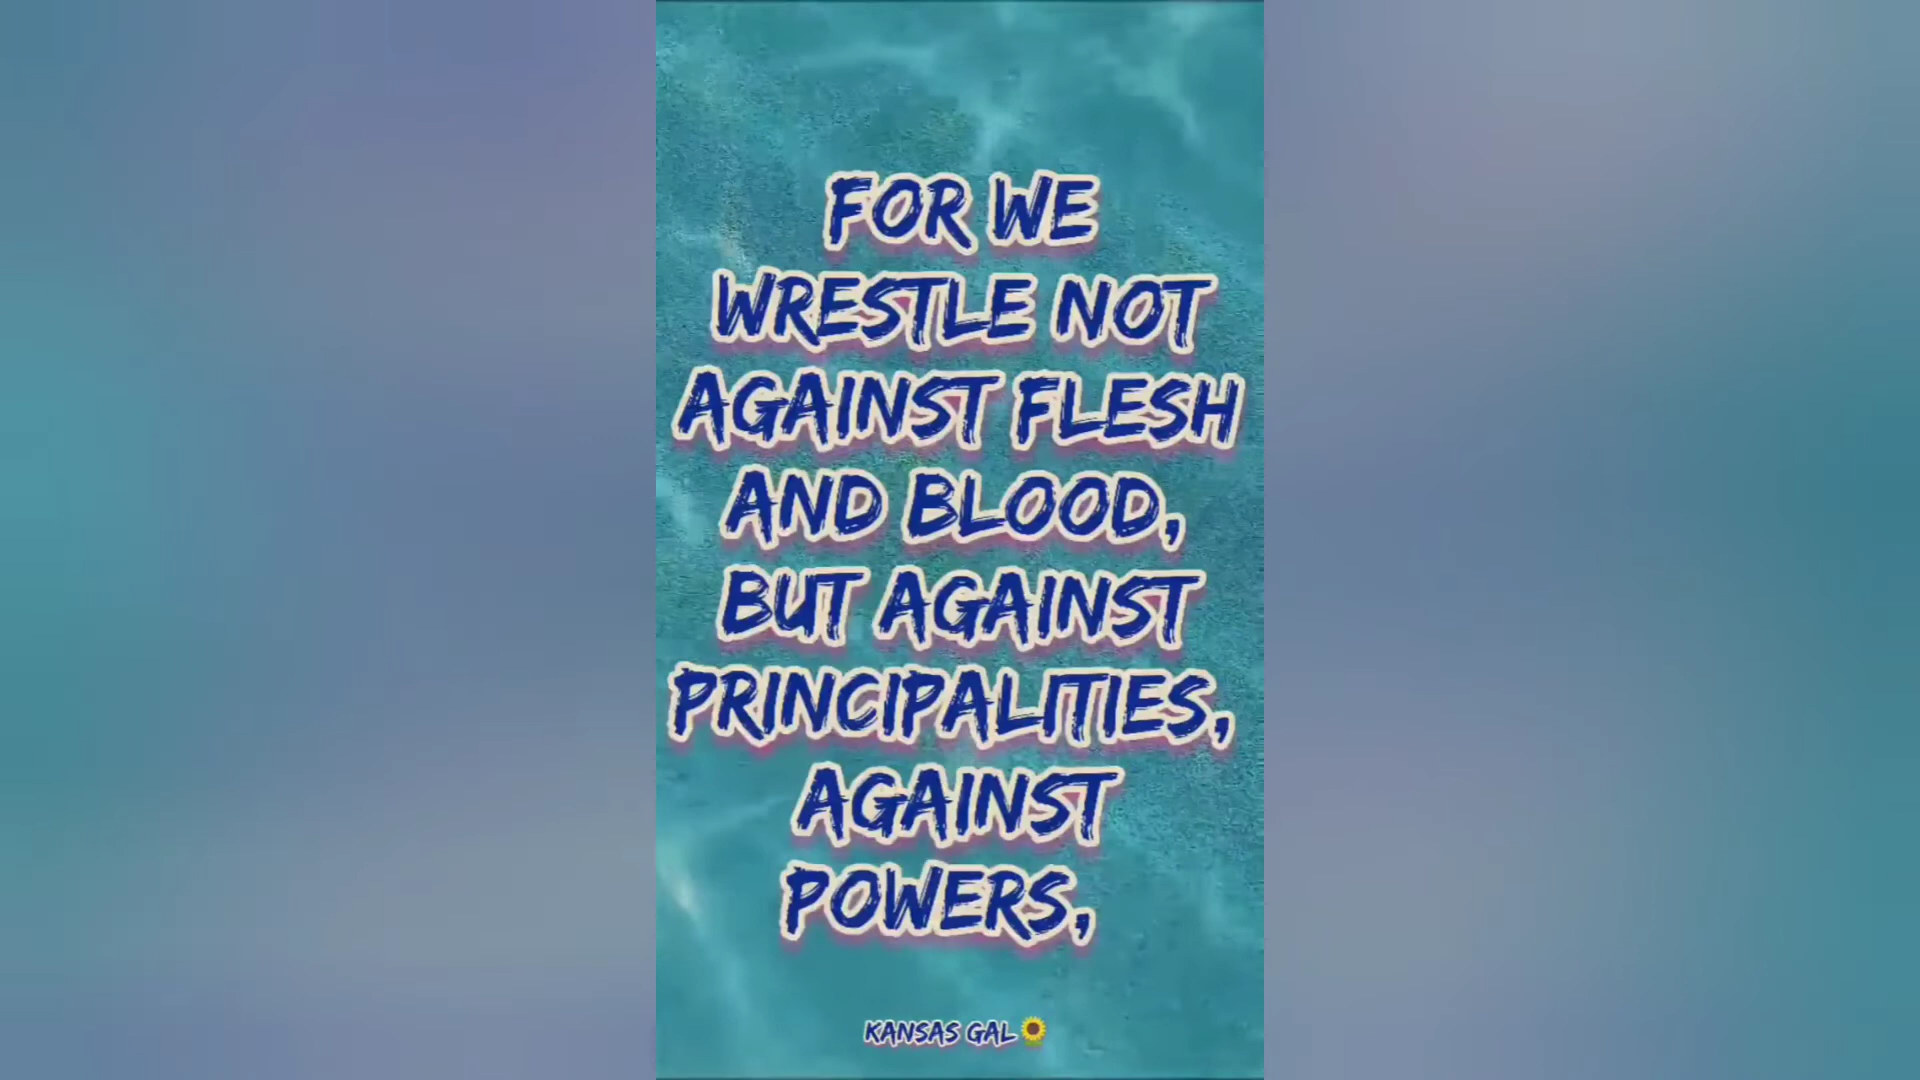 FOR WE
WRESTLE NOT
AGAINST FLESH
AND BLOOD,
BUT AGAINST
PRINCIPALITIES,
AGAINST
POWERS,
KANSAS GAL🌻